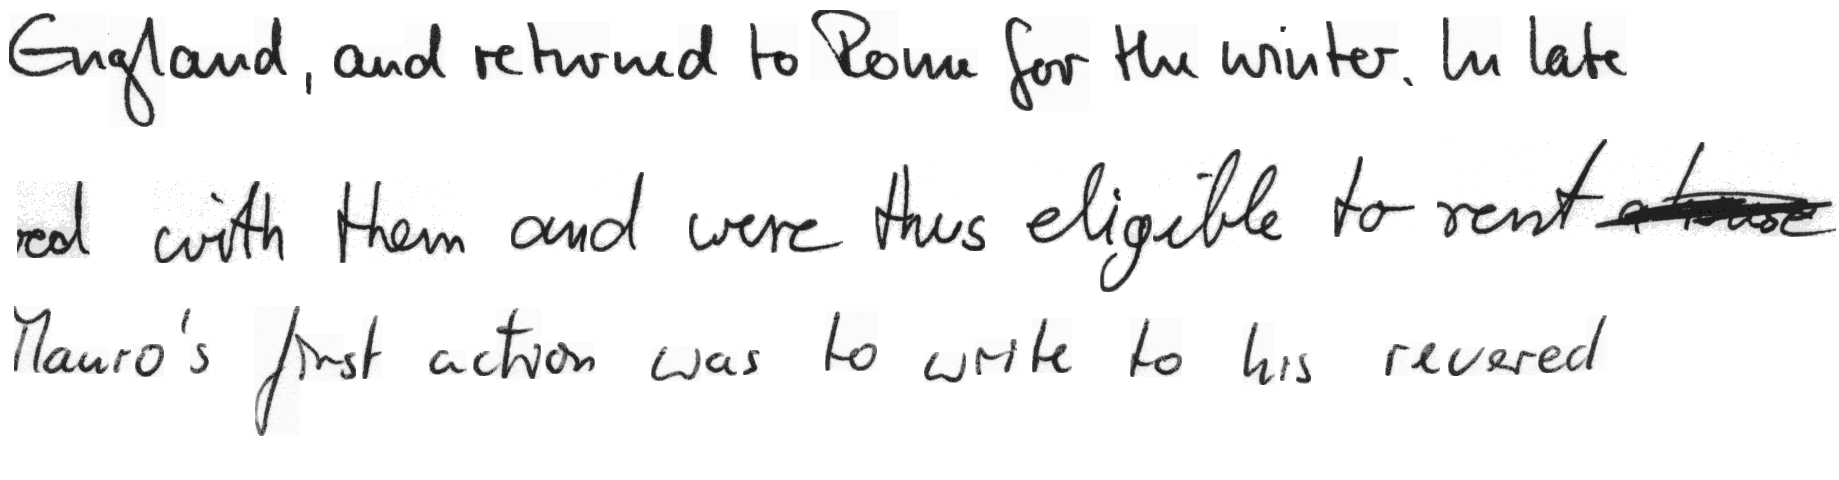 England, and returned to Rome for the winter. In late
red with them and were thus eligible to rent
Mauro's first action was to write to his revered